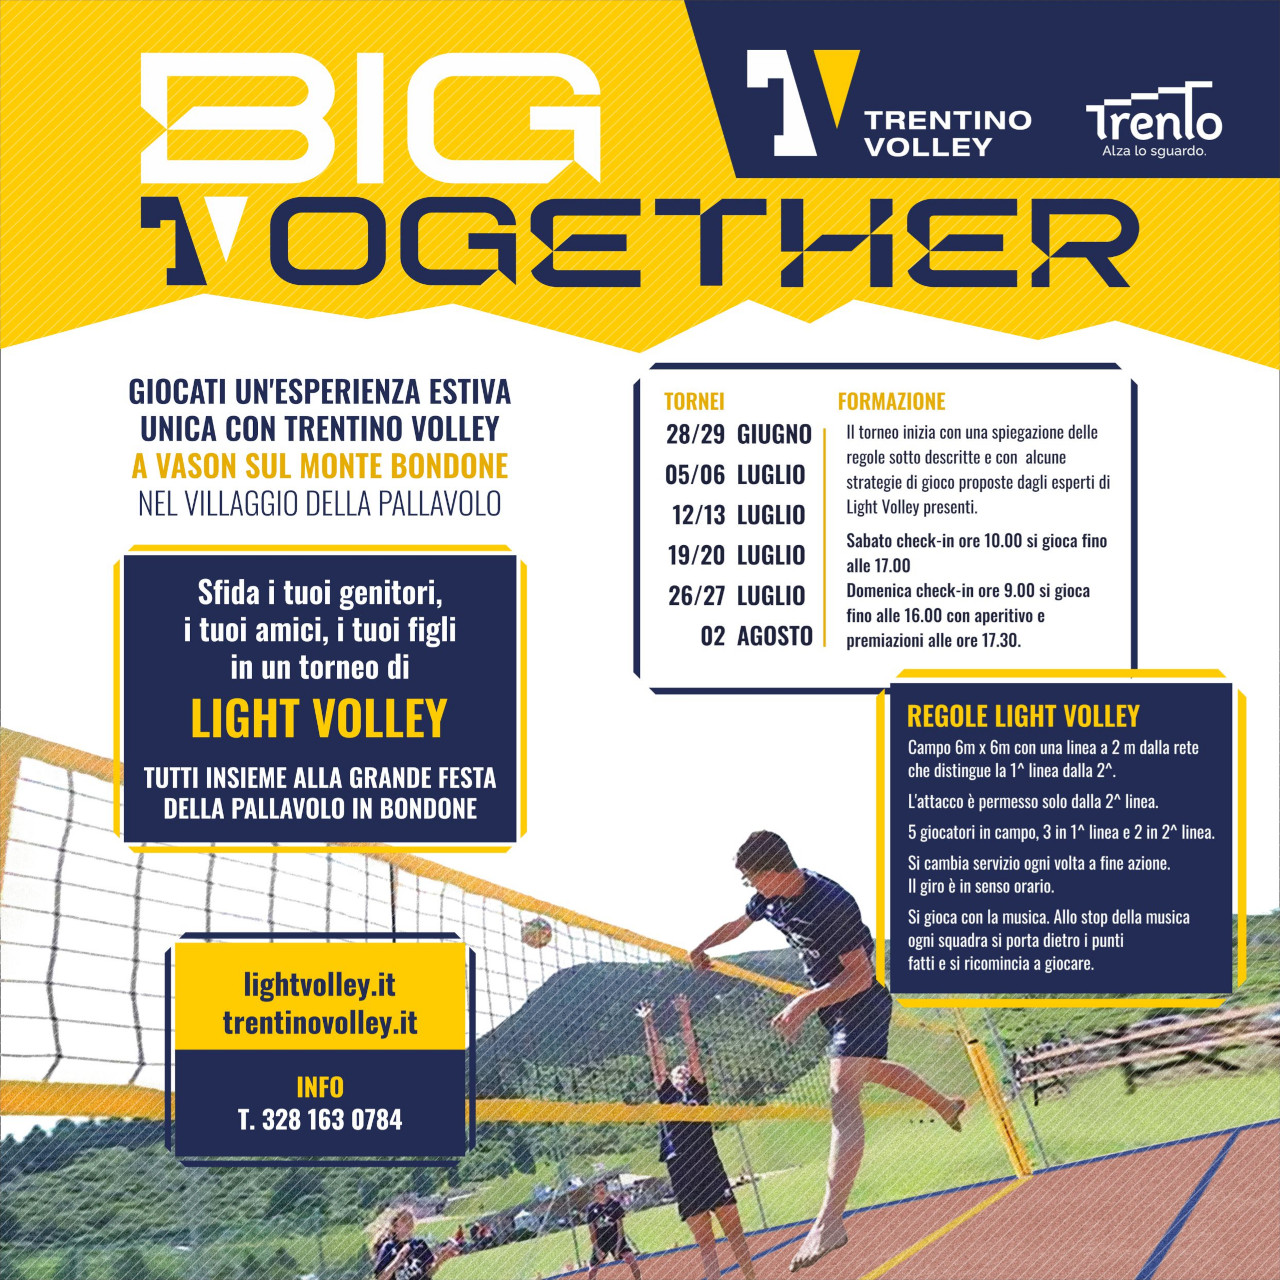 BIG
TOGETHER
TRENTINO
VOLLEY
Trento
Alza lo sguardo.
GIOCATI UN'ESPERIENZA ESTIVA
UNICA CON TRENTINO VOLLEY
A VASON SUL MONTE BONDONE
NEL VILLAGGIO DELLA PALLAVOLO
Sfida i tuoi genitori,
i tuoi amici, i tuoi figli
in un torneo di
LIGHT VOLLEY
TUTTI INSIEME ALLA GRANDE FESTA
DELLA PALLAVOLO IN BONDONE
TORNEI
28/29 GIUGNO
05/06 LUGLIO
12/13 LUGLIO
19/20 LUGLIO
26/27 LUGLIO
02 AGOSTO
FORMAZIONE
Il torneo inizia con una spiegazione delle
regole sotto descritte e con alcune
strategie di gioco proposte dagli esperti di
Light Volley presenti.
Sabato check-in ore 10.00 si gioca fino
alle 17.00
Domenica check-in ore 9.00 si gioca
fino alle 16.00 con aperitivo e
premiazioni alle ore 17.30.
REGOLE LIGHT VOLLEY
Campo 6m x 6m con una linea a 2 m dalla rete
che distingue la 1^ linea dalla 2^.
L'attacco è permesso solo dalla 2^ linea.
5 giocatori in campo, 3 in 1^ linea e 2 in 2^ linea.
Si cambia servizio ogni volta a fine azione.
Il giro è in senso orario.
Si gioca con la musica. Allo stop della musica
ogni squadra si porta dietro i punti
fatti e si ricomincia a giocare.
lightvolley.it
trentinovolley.it
INFO
T. 328 163 0784